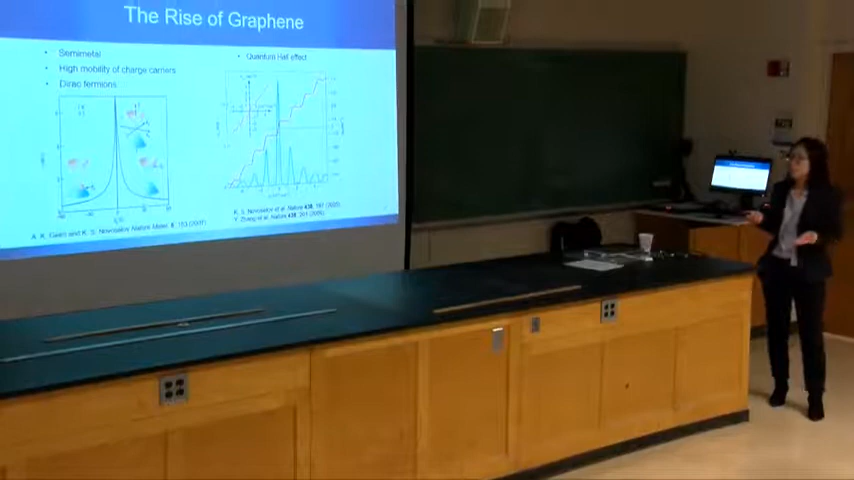 The Rise of Graphene
• Semimetal
• High mobility of charge carriers
• Dirac fermions
• Quantum Hall effect
A. K. Geim and K. S. Novoselov Nature Mater. 6, 183 (2007)
K. S. Novoselov et al. Nature 438, 197 (2005)
Y. Zhang et al. Nature 438, 201 (2005)